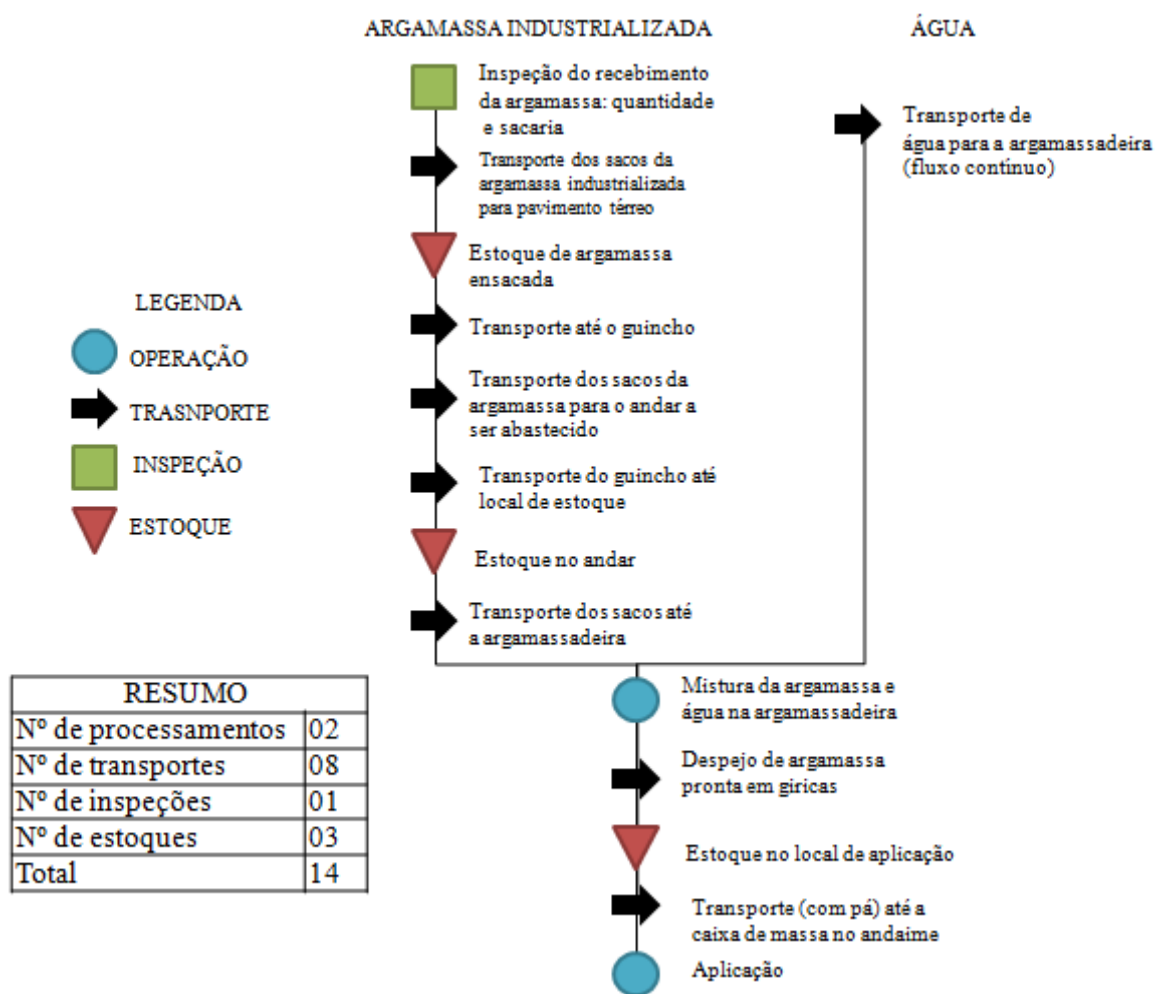 ARGAMASSA INDUSTRIALIZADA
Inspeção do recebimento
da argamassa: quantidade
e sacaria
Transporte dos sacos da
argamassa industrializada
para pavimento térreo
Estoque de argamassa
ensacada
Transporte até o guincho
Transporte dos sacos da
argamassa para o andar a
ser abastecido
Transporte do guincho até
local de estoque
Estoque no andar
Transporte dos sacos até
a argamassadeira
ÁGUA
Transporte de
água para a argamassadeira
(fluxo contínuo)
LEGENDA
OPERAÇÃO
TRASNPORTE
INSPEÇÃO
ESTOQUE
Mistura da argamassa e
água na argamassadeira
Despejo de argamassa
pronta em giricas
Estoque no local de aplicação
Transporte (com pá) até a
caixa de massa no andaime
Aplicação
RESUMO
Nº de processamentos 02
Nº de transportes 08
Nº de inspeções 01
Nº de estoques 03
Total 14